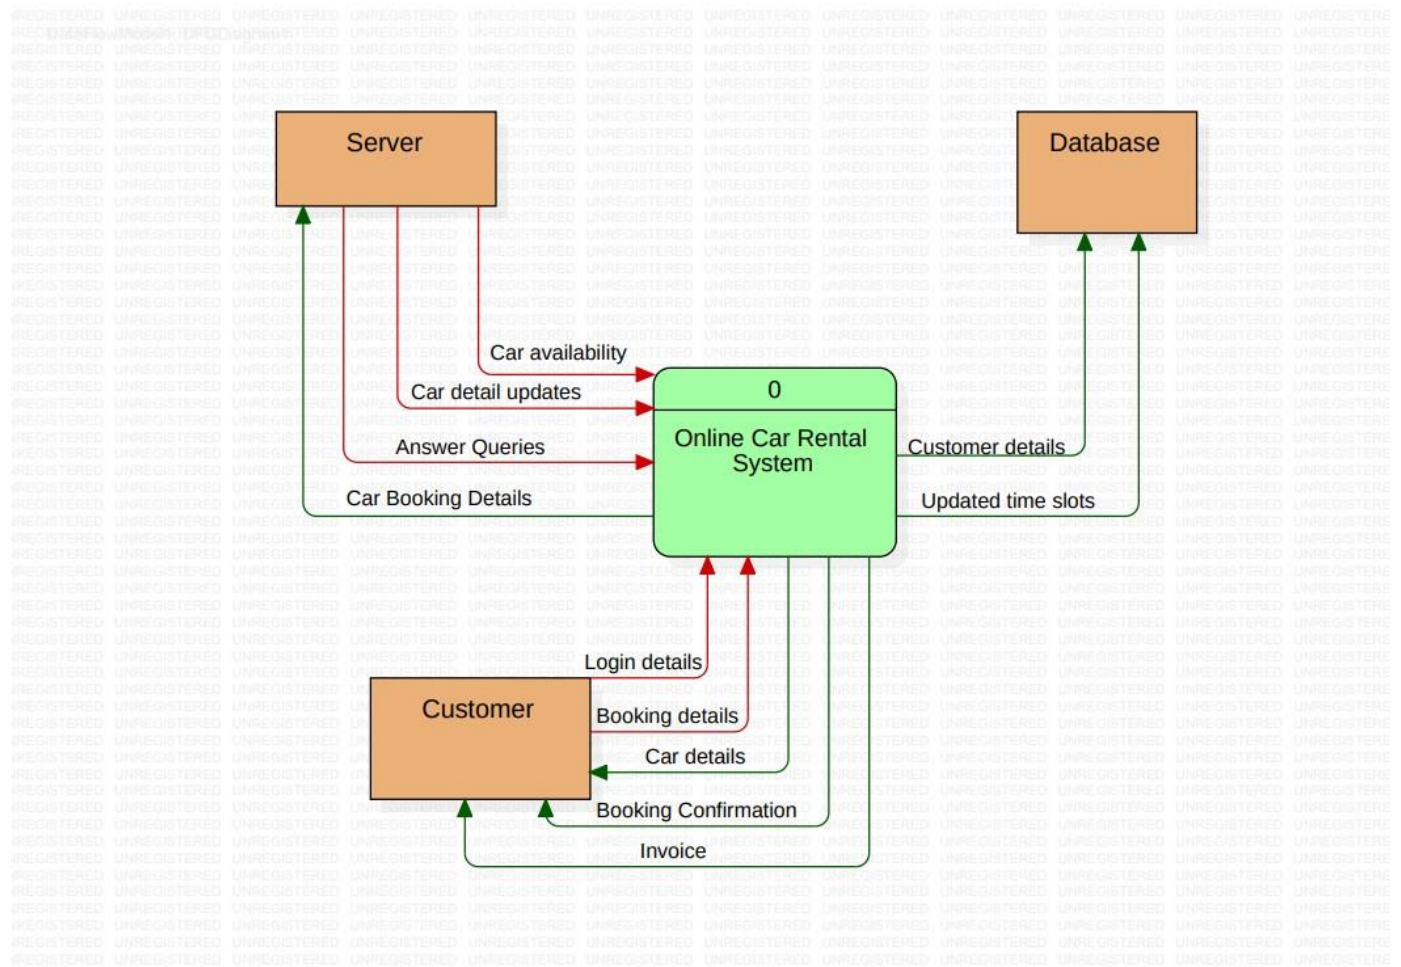 Server
Database
Car availability
Car detail updates
0
Online Car Rental
System
Answer Queries
Customer details
Car Booking Details
Updated time slots
Login details
Customer
Booking details
Car details
Booking Confirmation
Invoice
UNREGISTERED